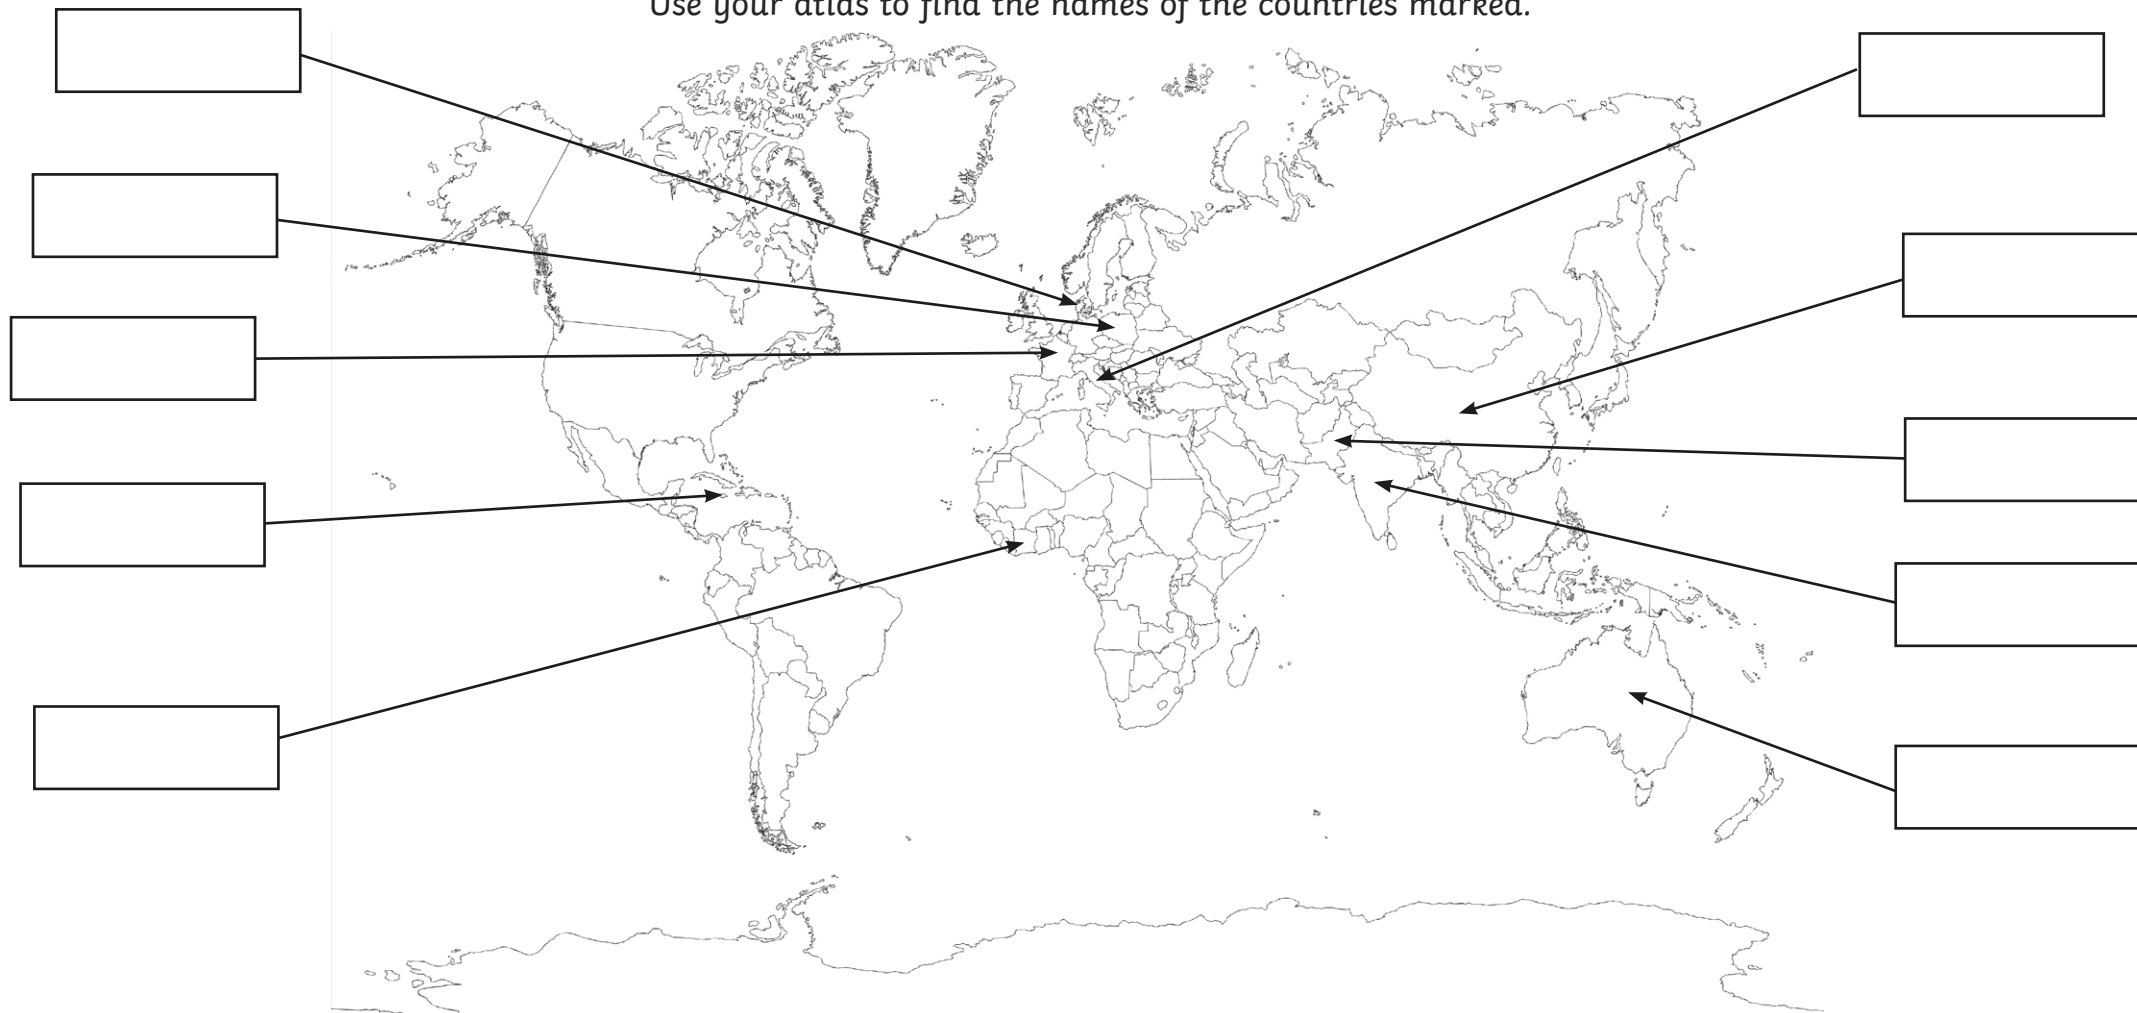 Use your atlas to find the names of the countries marked.